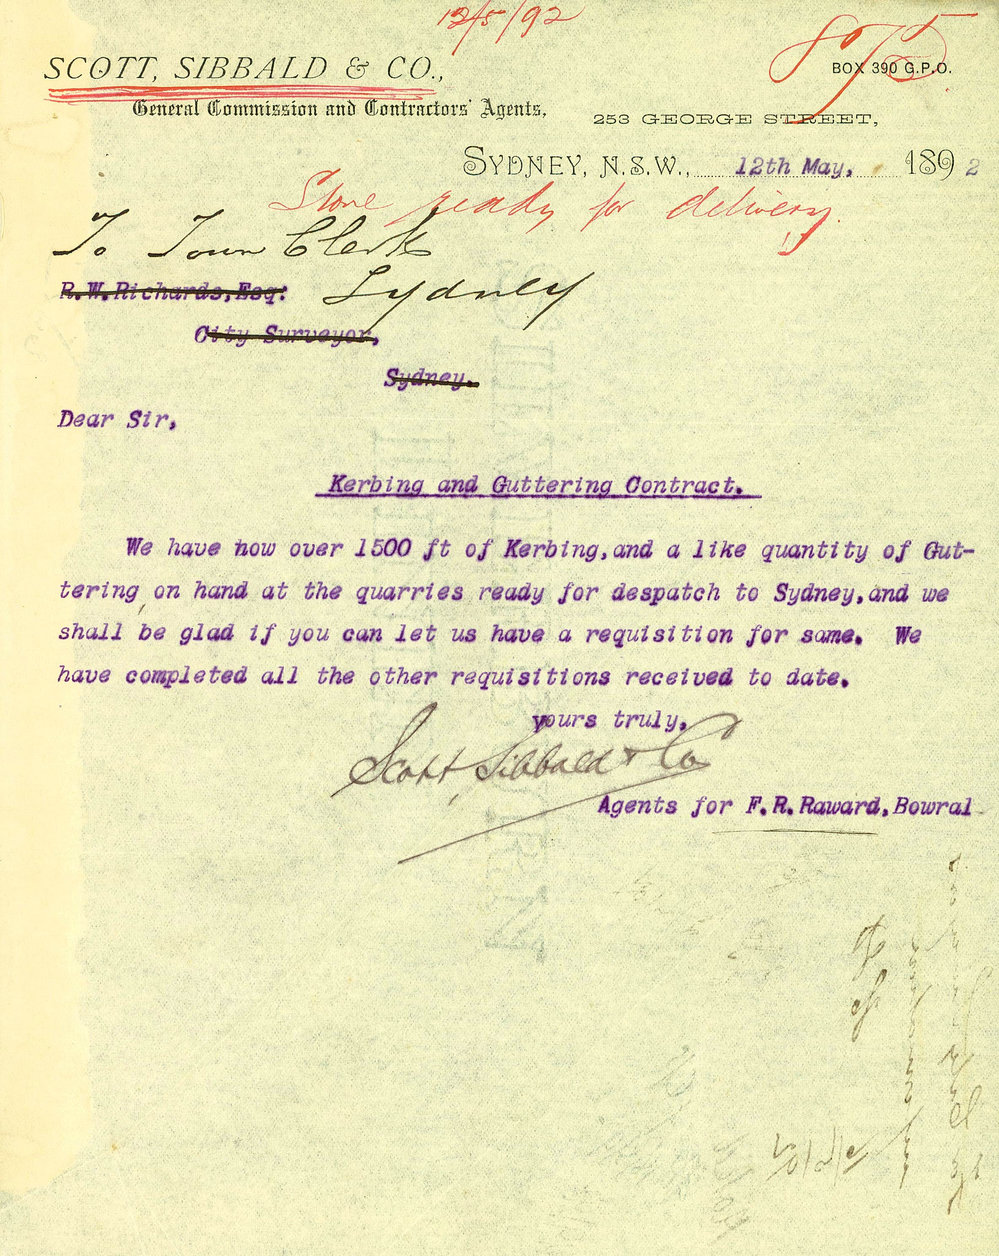 12/5/92
SCOTT, SIBBALD & CO.,
BOX 390 G.P.O.
General Commission and Contractors' Agents,
253 GEORGE STREET,
SYDNEY, N.S.W., 12th May, 1892
Stone ready for delivery.
To Town Clerk
Sydney
R.W.Richards,Esq:
City Surveyor,
Sydney.
Dear Sir,
Kerbing and Guttering Contract.
We have now over 1500 ft of Kerbing,and a like quantity of Gut-
tering on hand at the quarries ready for despatch to Sydney,and we
shall be glad if you can let us have a requisition for same. We
have completed all the other requisitions received to date.
yours truly,
Scott, Sibbald & Co
Agents for F.R.Raward,Bowral